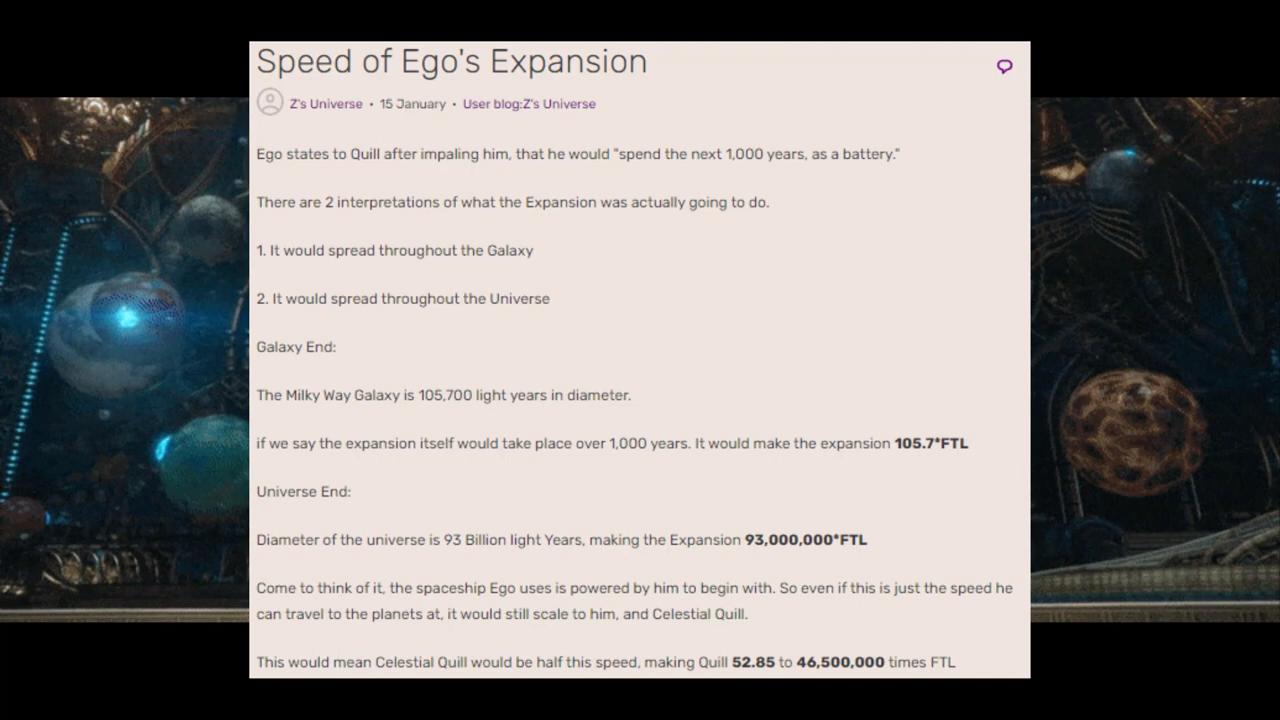 Speed of Ego's Expansion
Z's Universe • 15 January • User blog:Z's Universe
Ego states to Quill after impaling him, that he would "spend the next 1,000 years, as a battery."
There are 2 interpretations of what the Expansion was actually going to do.
1. It would spread throughout the Galaxy
2. It would spread throughout the Universe
Galaxy End:
The Milky Way Galaxy is 105,700 light years in diameter.
if we say the expansion itself would take place over 1,000 years. It would make the expansion 105.7*FTL
Universe End:
Diameter of the universe is 93 Billion light Years, making the Expansion 93,000,000*FTL
Come to think of it, the spaceship Ego uses is powered by him to begin with. So even if this is just the speed he
can travel to the planets at, it would still scale to him, and Celestial Quill.
This would mean Celestial Quill would be half this speed, making Quill 52.85 to 46,500,000 times FTL